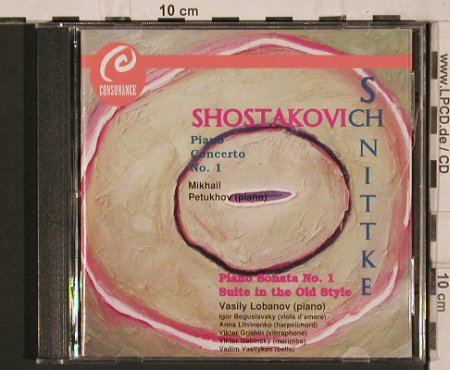 10 cm
CONSONANCE
SHOSTAKOVICH
SCHNITTKE
Piano
Concerto
No. 1
Mikhail
Petukhov (piano)
Piano Sonata No. 1
Suite in the Old Style
Vasily Lobanov (piano)
Igor Boguslavsky (viola d'amore)
Anna Litvinenko (harpsichord)
Viktor Grishin (vibraphone)
Viktor Gabinsky (marimba)
Vadim Vasilykov (bells)
www.LPCD.de / CD
10 cm